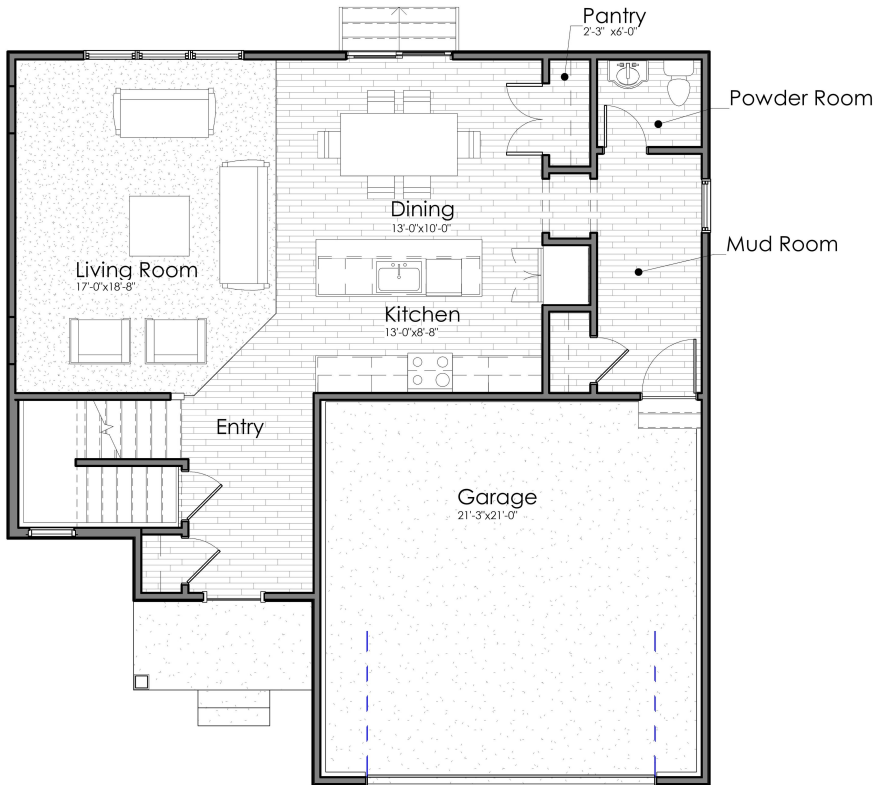 Pantry
2'-3" x6'-0"
Powder Room
Dining
13'-0"x10'-0"
Mud Room
Living Room
17'-0"x18'-8"
Kitchen
13'-0"x8'-8"
Entry
Garage
21'-3"x21'-0"